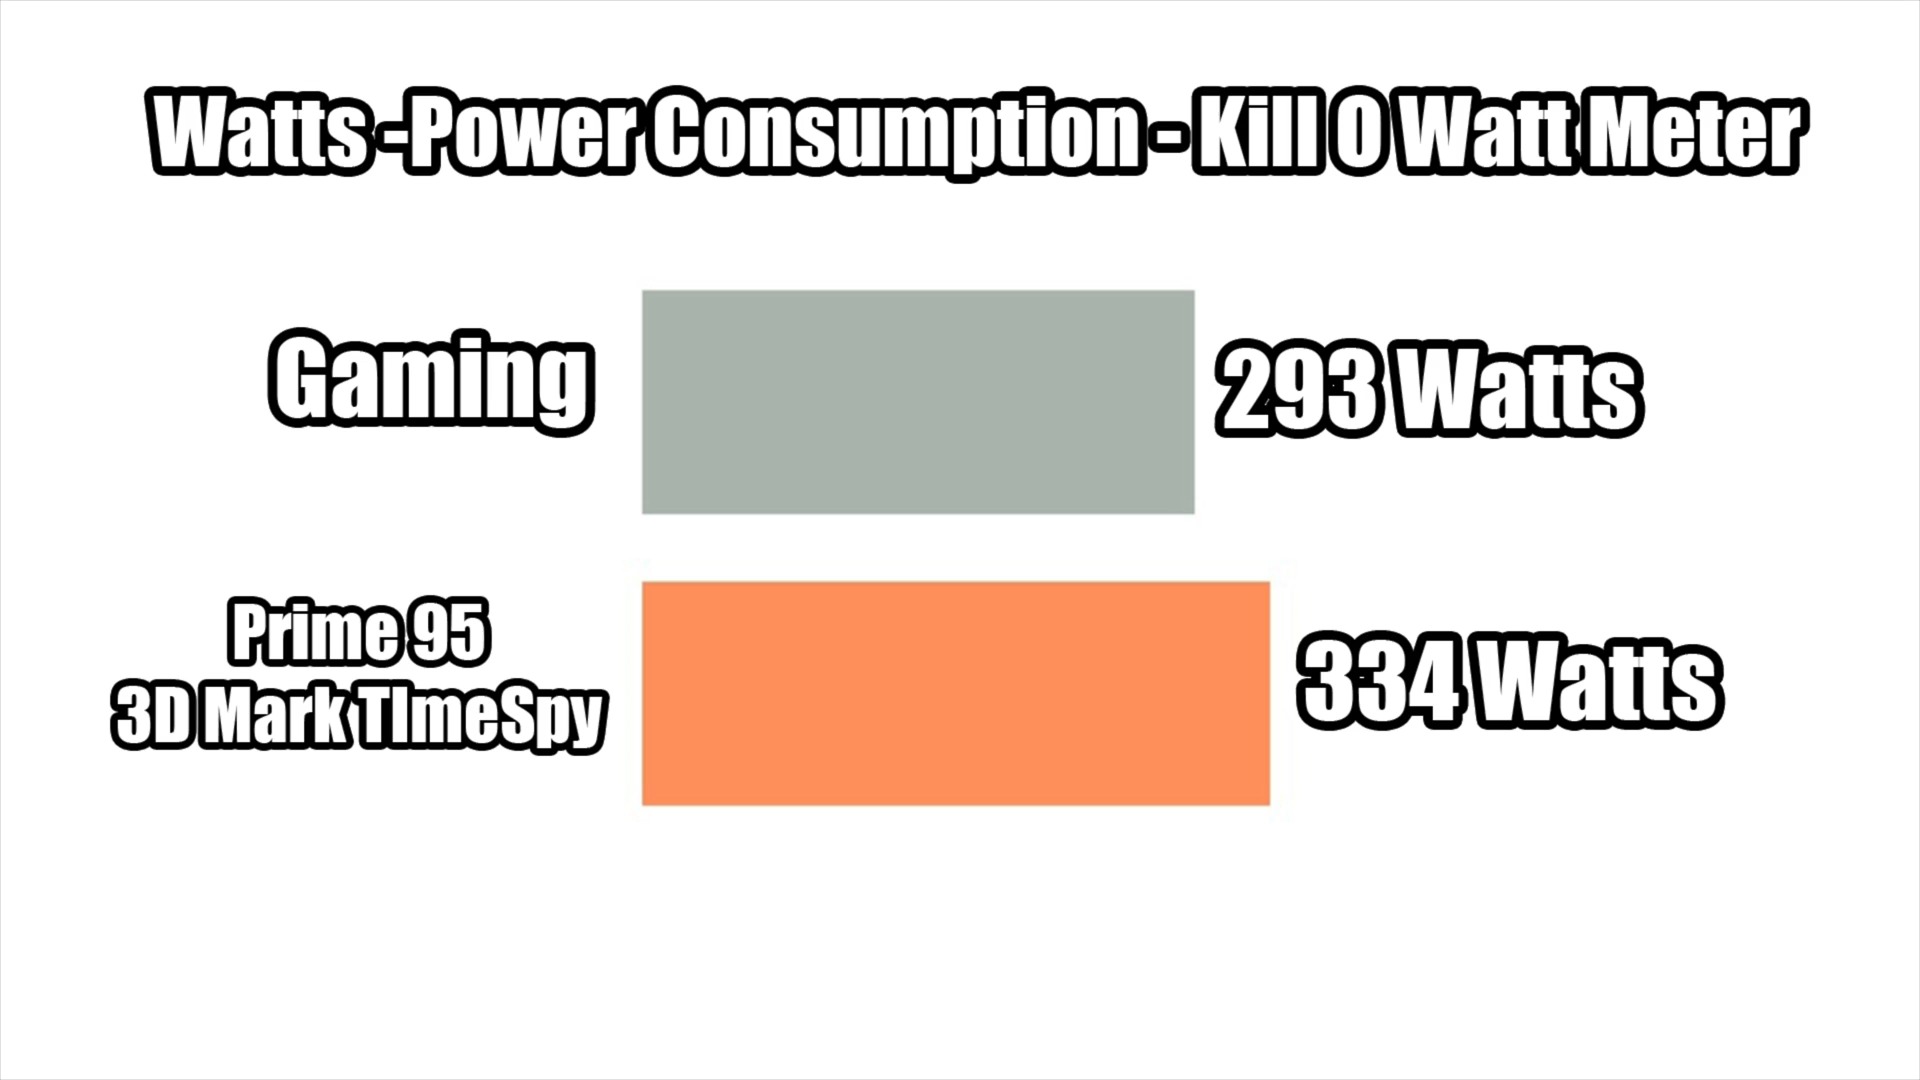 Watts -Power Consumption - Kill O Watt Meter
Gaming
293 Watts
Prime 95
3D Mark TImeSpy
334 Watts